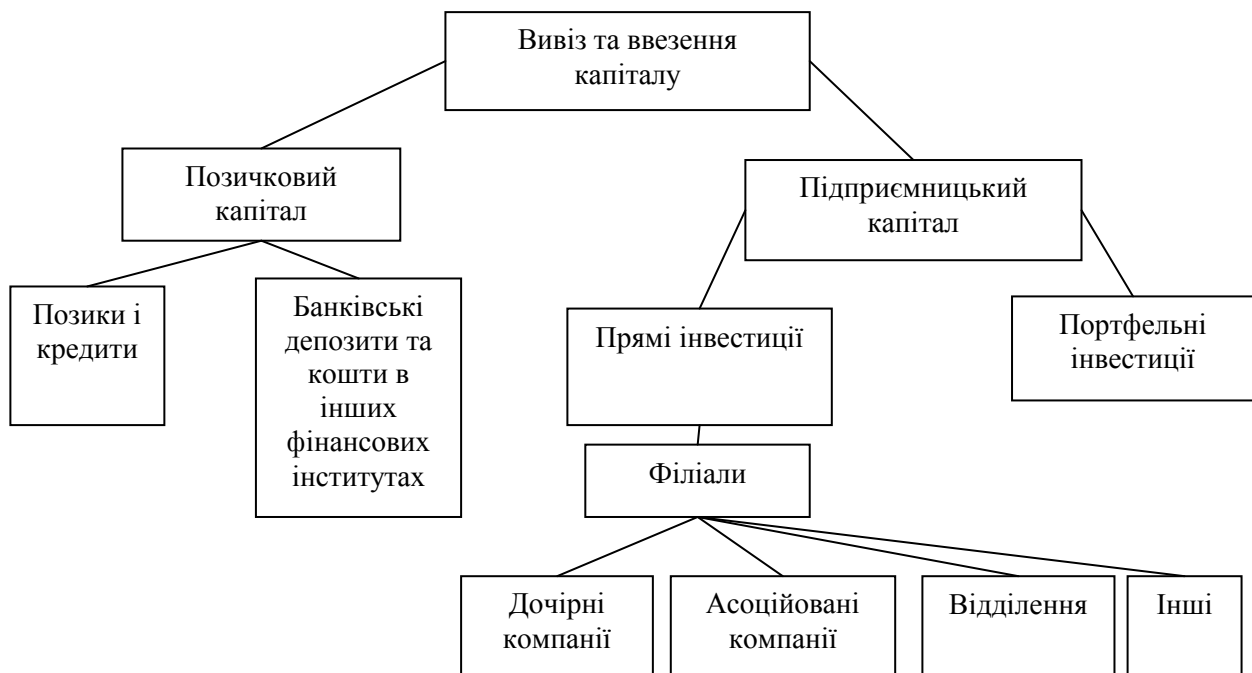 Вивіз та ввезення
капіталу
Позичковий
капітал
Підприємницький
капітал
Позики і
кредити
Банківські
депозити та
кошти в
інших
фінансових
інститутах
Прямі інвестиції
Портфельні
інвестиції
Філіали
Дочірні
компанії
Асоційовані
компанії
Відділення
Інші